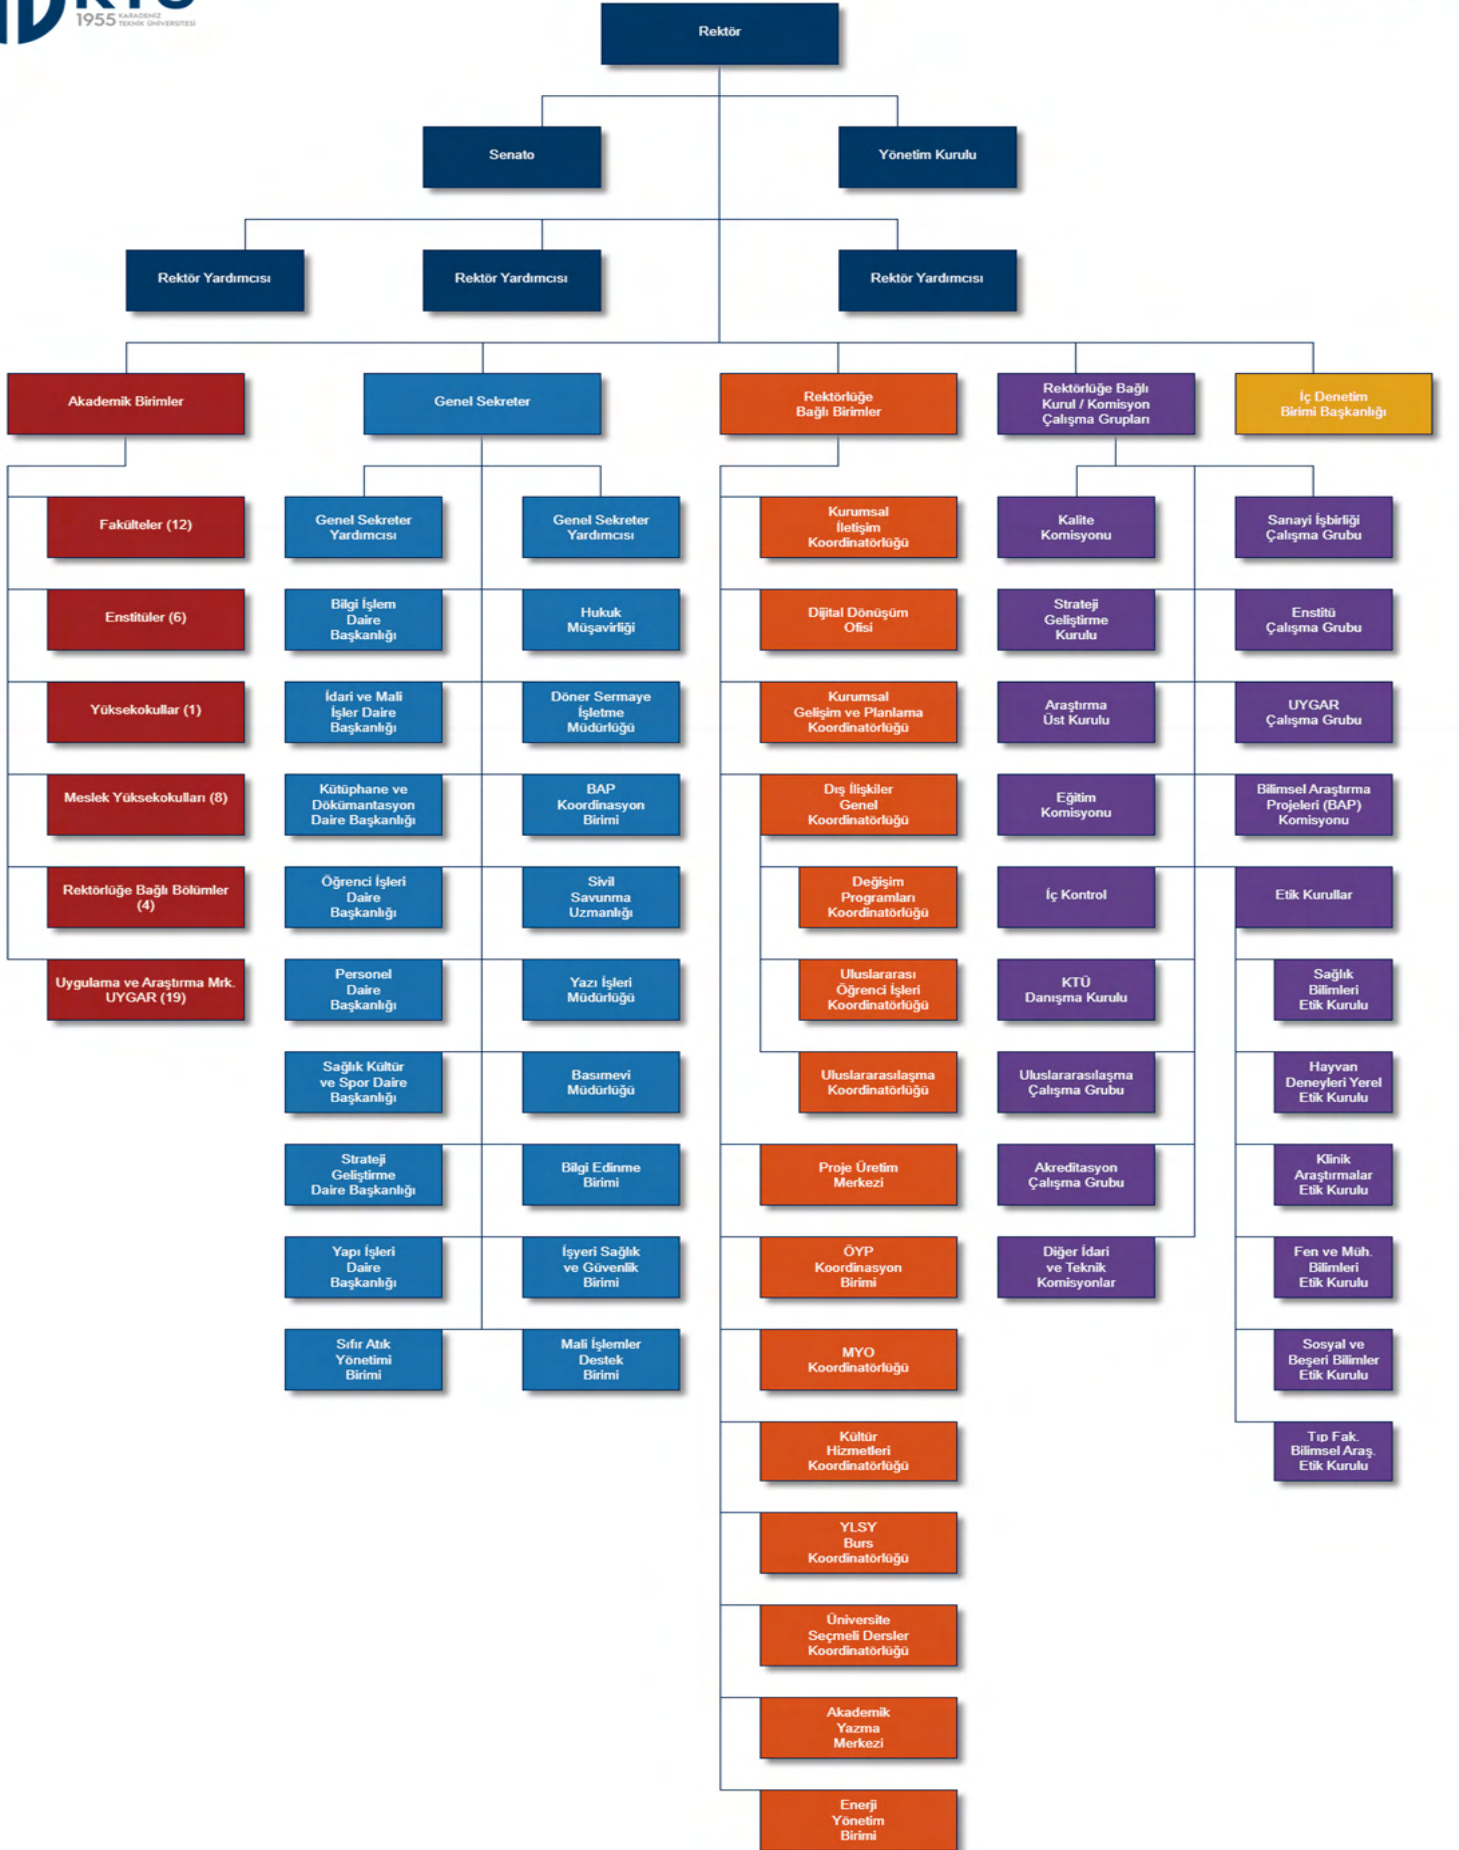 1955 KARADENİZ
TEKNİK ÜNİVERSİTESİ
Rektör
Senato
Yönetim Kurulu
Rektör Yardımcısı
Rektör Yardımcısı
Rektör Yardımcısı
Akademik Birimler
Genel Sekreter
Rektörlüğe
Bağlı Birimler
Rektörlüğe Bağlı
Kurul / Komisyon
Çalışma Grupları
İç Denetim
Birimi Başkanlığı
Fakülteler (12)
Enstitüler (6)
Yüksekokullar (1)
Meslek Yüksekokulları (8)
Rektörlüğe Bağlı Bölümler
(4)
Uygulama ve Araştırma Mrk.
UYGAR (19)
Genel Sekreter
Yardımcısı
Bilgi İşlem
Daire
Başkanlığı
İdari ve Mali
İşler Daire
Başkanlığı
Kütüphane ve
Dökümantasyon
Daire Başkanlığı
Öğrenci İşleri
Daire
Başkanlığı
Personel
Daire
Başkanlığı
Sağlık Kültür
ve Spor Daire
Başkanlığı
Strateji
Geliştirme
Daire Başkanlığı
Yapı İşleri
Daire
Başkanlığı
Sıfır Atık
Yönetimi
Birimi
Genel Sekreter
Yardımcısı
Hukuk
Müşavirliği
Döner Sermaye
İşletme
Müdürlüğü
BAP
Koordinasyon
Birimi
Sivil
Savunma
Uzmanlığı
Yazı İşleri
Müdürlüğü
Basımevi
Müdürlüğü
Bilgi Edinme
Birimi
İşyeri Sağlık
ve Güvenlik
Birimi
Mali İşlemler
Destek
Birimi
Kurumsal
İletişim
Koordinatörlüğü
Dijital Dönüşüm
Ofisi
Kurumsal
Gelişim ve Planlama
Koordinatörlüğü
Dış İlişkiler
Genel
Koordinatörlüğü
Değişim
Programları
Koordinatörlüğü
Uluslararası
Öğrenci İşleri
Koordinatörlüğü
Uluslararasılaşma
Koordinatörlüğü
Proje Üretim
Merkezi
ÖYP
Koordinasyon
Birimi
MYO
Koordinatörlüğü
Kültür
Hizmetleri
Koordinatörlüğü
YLSY
Burs
Koordinatörlüğü
Üniversite
Seçmeli Dersler
Koordinatörlüğü
Akademik
Yazma
Merkezi
Enerji
Yönetim
Birimi
Kalite
Komisyonu
Strateji
Geliştirme
Kurulu
Araştırma
Üst Kurulu
Eğitim
Komisyonu
İç Kontrol
KTÜ
Danışma Kurulu
Uluslararasılaşma
Çalışma Grubu
Akreditasyon
Çalışma Grubu
Diğer İdari
ve Teknik
Komisyonlar
Sanayi İşbirliği
Çalışma Grubu
Enstitü
Çalışma Grubu
UYGAR
Çalışma Grubu
Bilimsel Araştırma
Projeleri (BAP)
Komisyonu
Etik Kurullar
Sağlık
Bilimleri
Etik Kurulu
Hayvan
Deneyleri Yerel
Etik Kurulu
Klinik
Araştırmalar
Etik Kurulu
Fen ve Müh.
Bilimleri
Etik Kurulu
Sosyal ve
Beşeri Bilimler
Etik Kurulu
Tıp Fak.
Bilimsel Araş.
Etik Kurulu